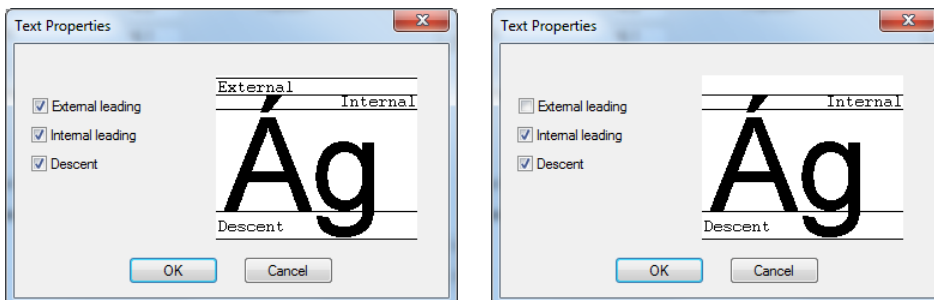 Text Properties
External leading
Internal leading
Descent
External
Internal
Ág
Descent
OK Cancel
Text Properties
External leading
Internal leading
Descent
Internal
Ág
Descent
OK Cancel